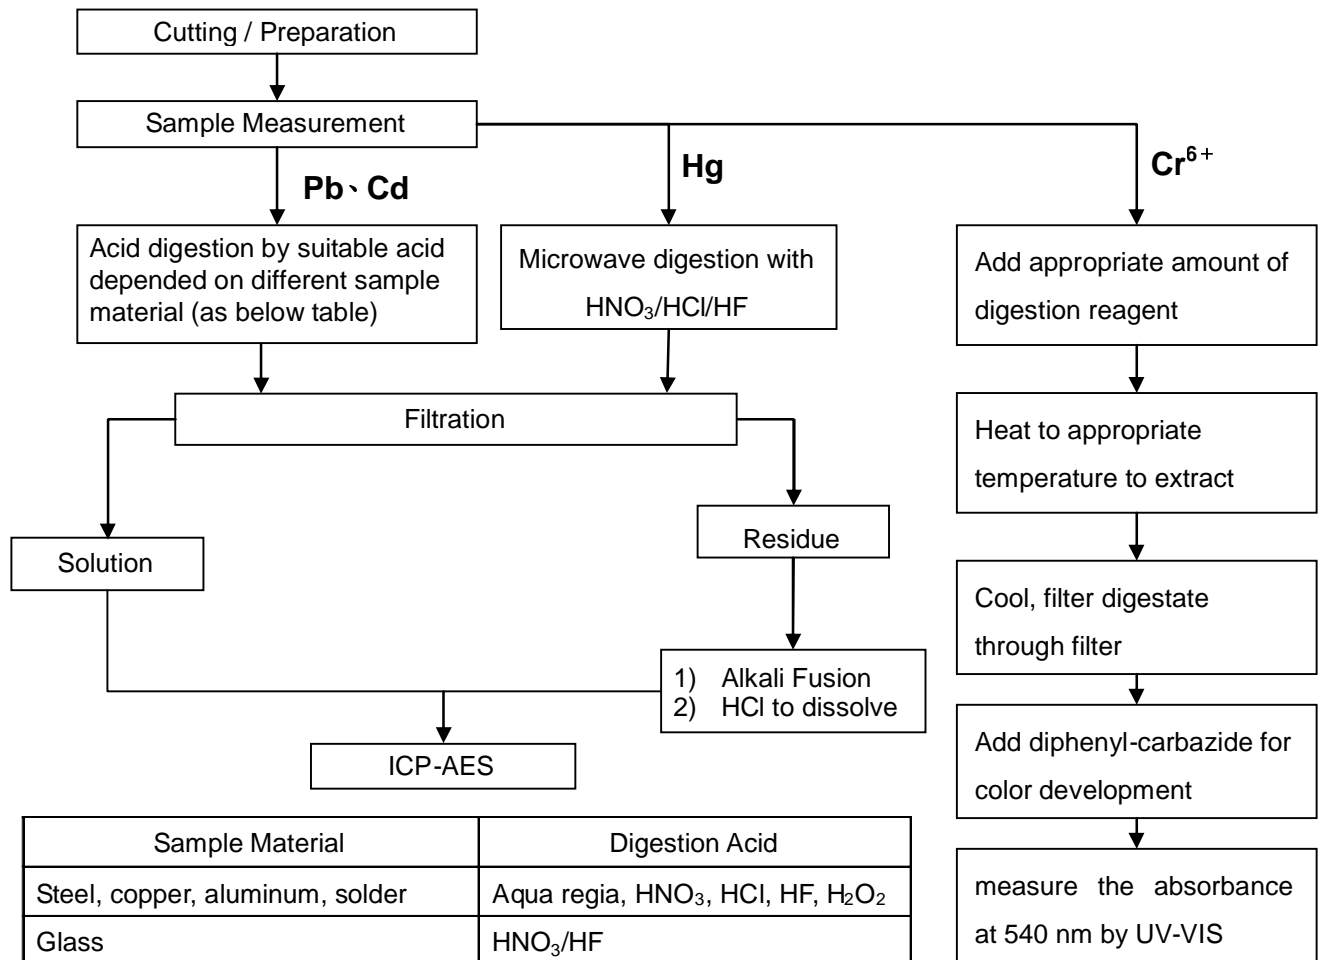 Cutting / Preparation
Sample Measurement
Pb、Cd
Hg
Cr⁶⁺
Acid digestion by suitable acid
depended on different sample
material (as below table)
Microwave digestion with
HNO₃/HCl/HF
Add appropriate amount of
digestion reagent
Filtration
Heat to appropriate
temperature to extract
Solution
Residue
Cool, filter digestate
through filter
1) Alkali Fusion
2) HCl to dissolve
ICP-AES
Add diphenyl-carbazide for
color development
Sample Material Digestion Acid
Steel, copper, aluminum, solder Aqua regia, HNO₃, HCl, HF, H₂O₂
Glass HNO₃/HF
measure the absorbance
at 540 nm by UV-VIS